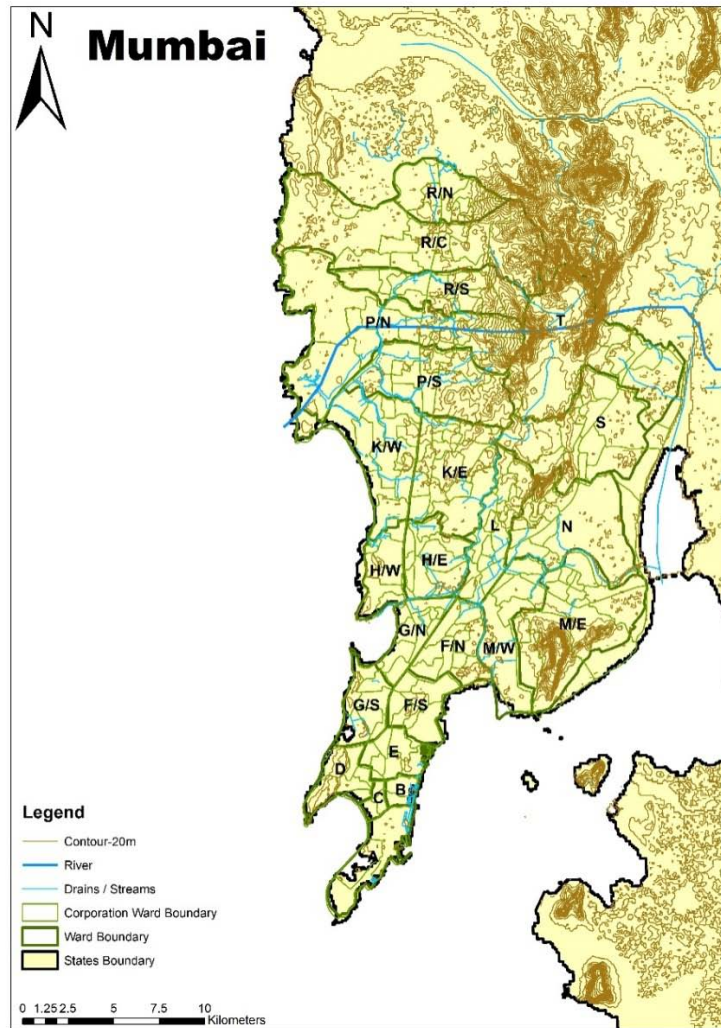 N
Mumbai
R/N
R/C
R/S
P/N
T
P/S
S
K/W
K/E
L
N
H/W
H/E
G/N
F/N
M/W
M/E
G/S
F/S
E
D
C
B
A
Legend
Contour-20m
River
Drains / Streams
Corporation Ward Boundary
Ward Boundary
States Boundary
0 1.25 2.5 5 7.5 10
Kilometers